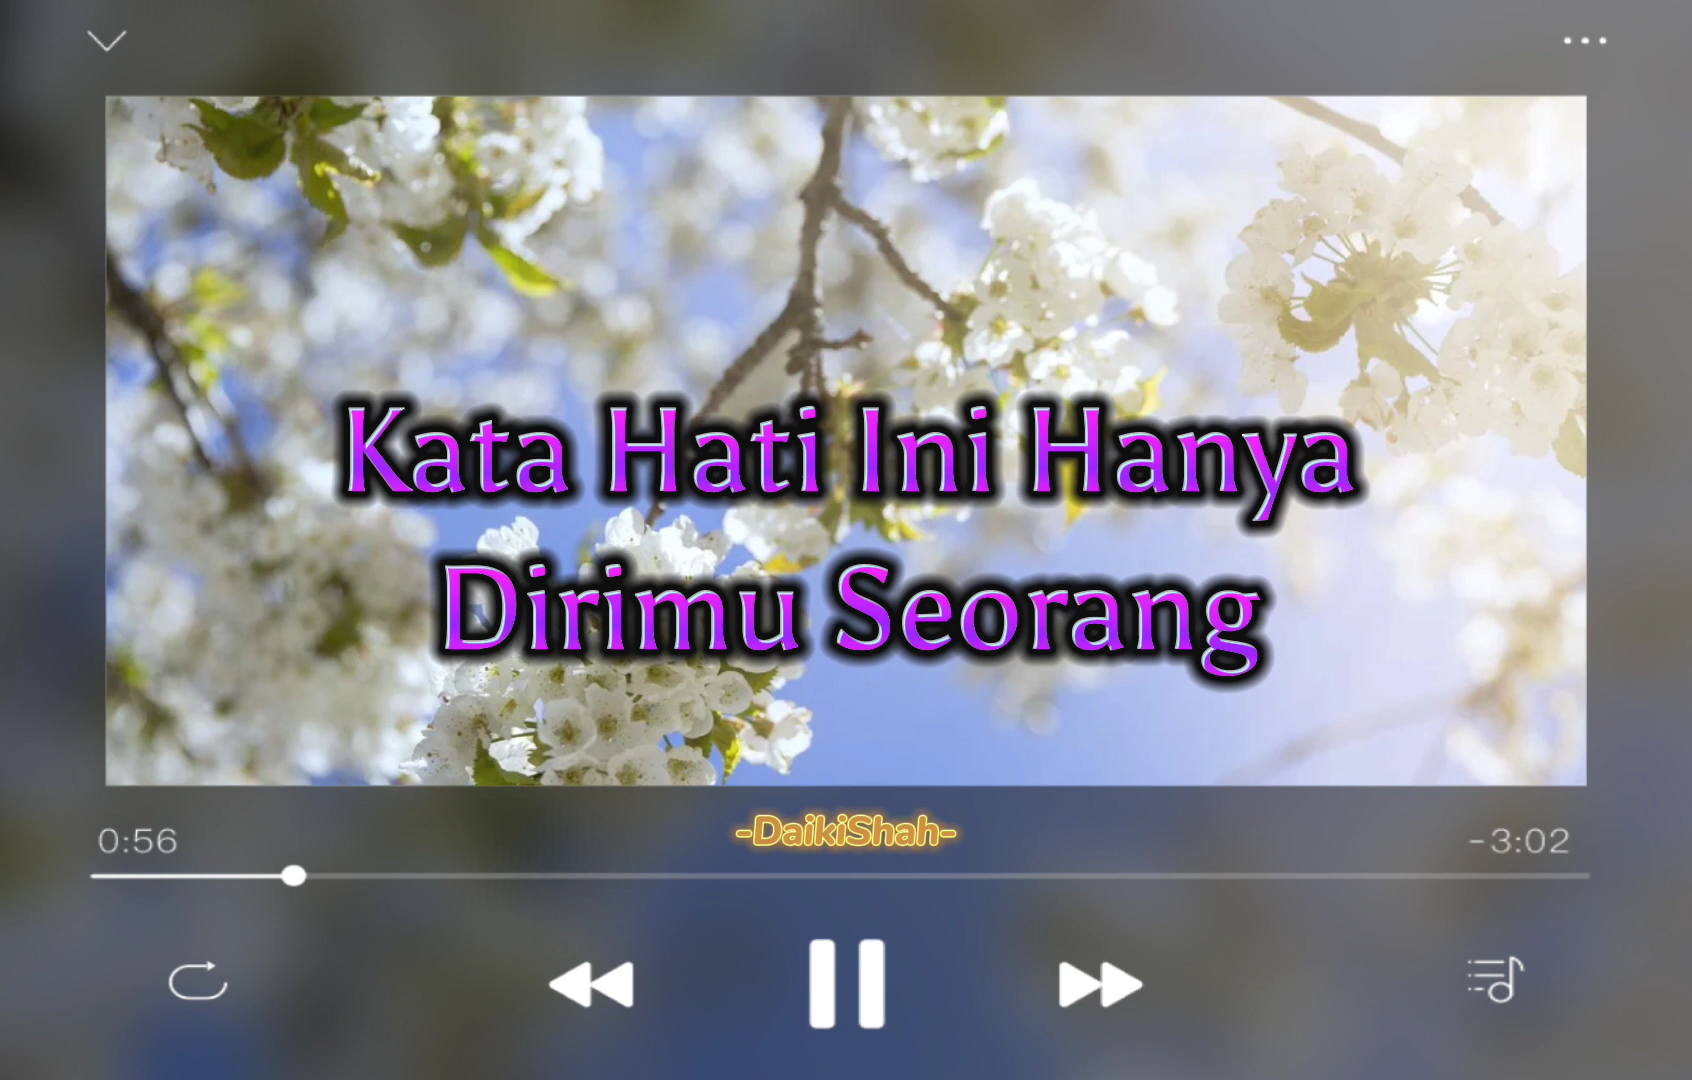 Kata Hati Ini Hanya
Dirimu Seorang
-DaikiShah-
0:56
-3:02